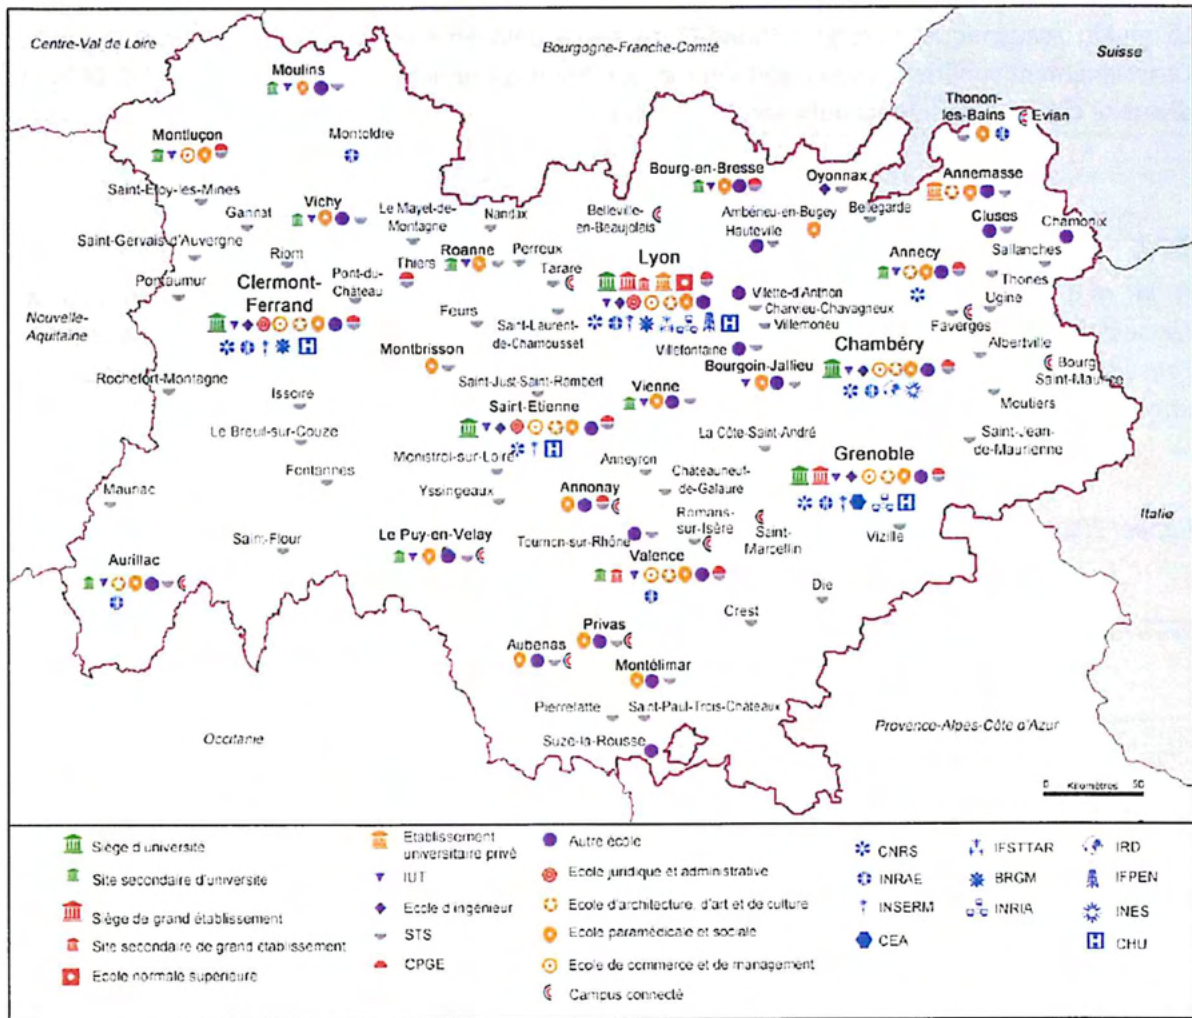 Centre-Val de Loire
Bourgogne-Franche-Comté
Suisse
Moulins
Montluçon
Montoldre
Thonon-
les-Bains
Evian
Saint-Eloy-les-Mines
Gannat
Vichy
Le Mayet-de-
Montagne
Nandax
Belleville-
en-Beaujolais
Bourg-en-Bresse
Oyonnax
Annemasse
Ambérieu-en-Bugey
Bellegarde
Hauteville
Cluses
Chamonix
Saint-Gervais d'Auvergne
Riom
Roanne
Perreux
Thiers
Tarare
Lyon
Annecy
Sallanches
Thones
Pontaumur
Clermont-
Ferrand
Pont-du-
Château
Feurs
Saint-Laurent-
de-Chamousset
Villette-d'Anthon
Charvieu-Chavagneux
Villemoneu
Ugine
Faverges
Nouvelle-
Aquitaine
Montbrisson
Villefontaine
Bourgoin-Jallieu
Chambéry
Albertville
Bourg
Saint-Maurice
Rochefort-Montagne
Issoire
Saint-Just-Saint-Rambert
Vienne
Moutiers
Saint-Etienne
Le Breuil-sur-Couze
La Côte-Saint-André
Saint-Jean-
de-Maurienne
Monistrol-sur-Loire
Fontannes
Anneyron
Châteauneuf-
de-Galaure
Grenoble
Mauriac
Yssingeaux
Annonay
Romans-
sur-Isère
Saint-
Marcellin
Vizille
Italie
Saint-Flour
Le Puy-en-Velay
Tournon-sur-Rhône
Aurillac
Valence
Die
Crest
Privas
Aubenas
Montélimar
Pierrelatte
Saint-Paul-Trois-Châteaux
Suze-la-Rousse
Occitanie
Provence-Alpes-Côte d'Azur
0 Kilomètres 50
Siège d'université
Site secondaire d'université
Siège de grand établissement
Site secondaire de grand établissement
Ecole normale supérieure
Etablissement
universitaire privé
IUT
Ecole d'ingénieur
STS
CPGE
Autre école
Ecole juridique et administrative
Ecole d'architecture, d'art et de culture
Ecole paramédicale et sociale
Ecole de commerce et de management
Campus connecté
CNRS
INRAE
INSERM
CEA
IFSTTAR
BRGM
INRIA
IRD
IFPEN
INES
CHU